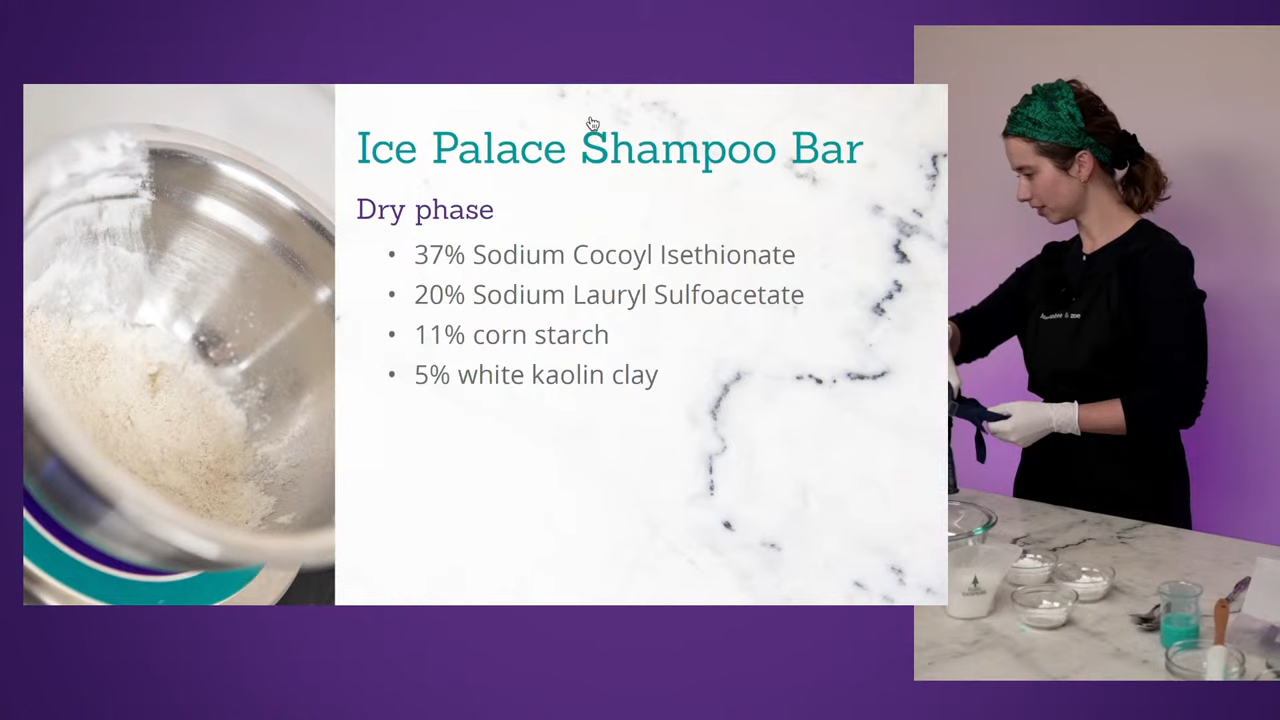 Ice Palace Shampoo Bar
Dry phase
• 37% Sodium Cocoyl Isethionate
• 20% Sodium Lauryl Sulfoacetate
• 11% corn starch
• 5% white kaolin clay